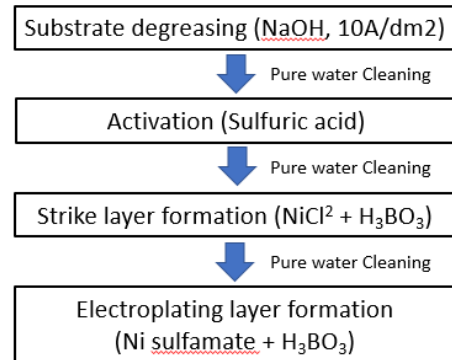 Substrate degreasing (NaOH, 10A/dm2)
Pure water Cleaning
Activation (Sulfuric acid)
Pure water Cleaning
Strike layer formation (NiCl² + H₃BO₃)
Pure water Cleaning
Electroplating layer formation
(Ni sulfamate + H₃BO₃)